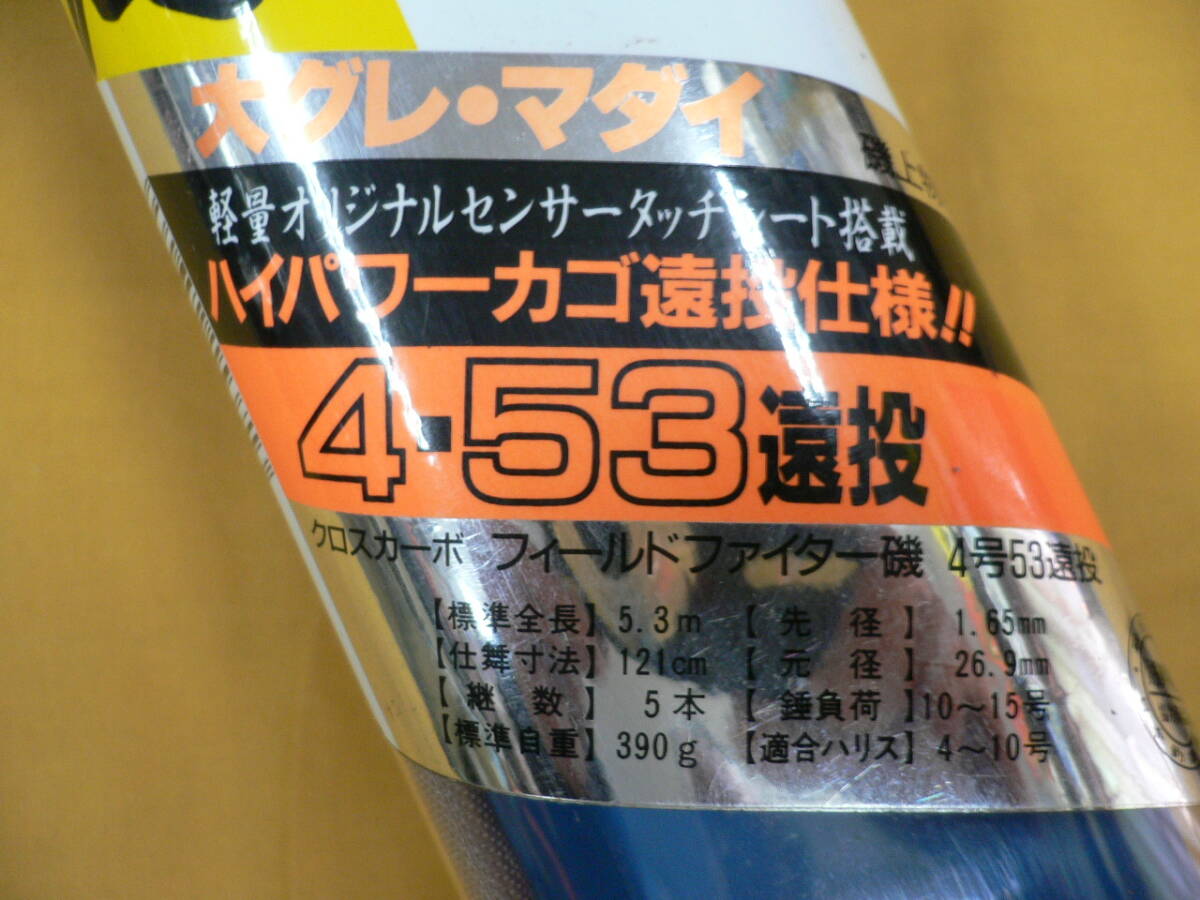 大グレ・マダイ
磯上
軽量オリジナルセンサータッチシート搭載
ハイパワーカゴ遠投仕様!!
4-53遠投
クロスカーボ フィールドファイター磯 4号53遠投
【標準全長】5.3m 【先 径】1.65mm
【仕舞寸法】121cm 【元 径】26.9mm
【継 数】5本 【錘負荷】10～15号
【標準自重】390g 【適合ハリス】4～10号